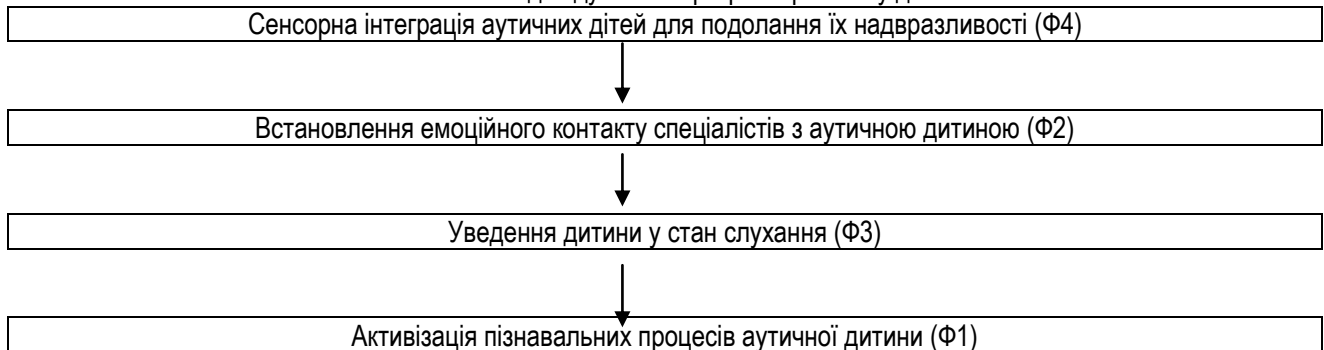 Сенсорна інтеграція аутичних дітей для подолання їх надвразливості (Ф4)
Встановлення емоційного контакту спеціалістів з аутичною дитиною (Ф2)
Уведення дитини у стан слухання (Ф3)
Активізація пізнавальних процесів аутичної дитини (Ф1)